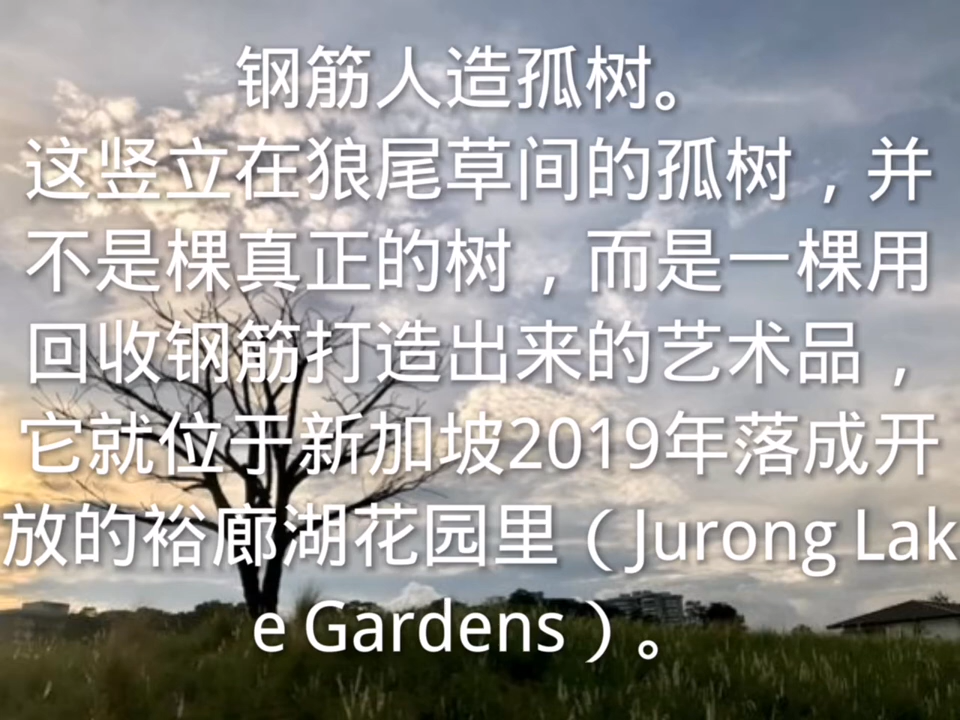 钢筋人造孤树。
这竖立在狼尾草间的孤树，并
不是棵真正的树，而是一棵用
回收钢筋打造出来的艺术品，
它就位于新加坡2019年落成开
放的裕廊湖花园里（Jurong Lak
e Gardens）。